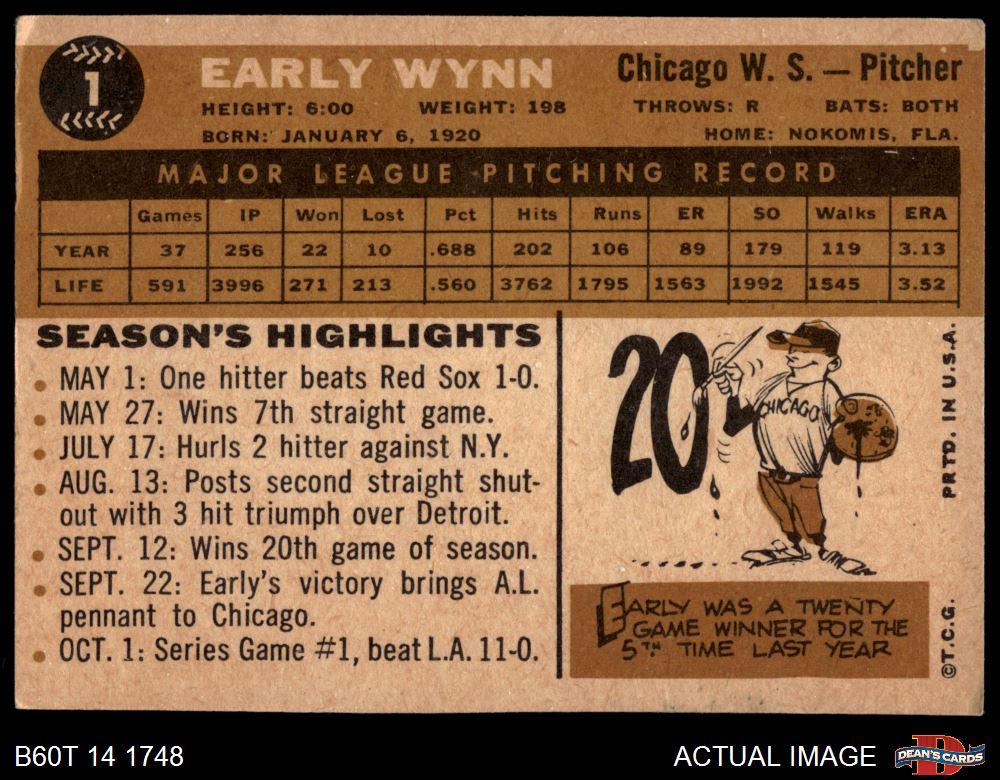 1
EARLY WYNN
Chicago W. S. — Pitcher
HEIGHT: 6:00 WEIGHT: 198 THROWS: R BATS: BOTH
BORN: JANUARY 6, 1920 HOME: NOKOMIS, FLA.
MAJOR LEAGUE PITCHING RECORD
Games IP Won Lost Pct Hits Runs ER SO Walks ERA
YEAR 37 256 22 10 .688 202 106 89 179 119 3.13
LIFE 591 3996 271 213 .560 3762 1795 1563 1992 1545 3.52
SEASON'S HIGHLIGHTS
• MAY 1: One hitter beats Red Sox 1-0.
• MAY 27: Wins 7th straight game.
• JULY 17: Hurls 2 hitter against N.Y.
• AUG. 13: Posts second straight shut-
out with 3 hit triumph over Detroit.
• SEPT. 12: Wins 20th game of season.
• SEPT. 22: Early's victory brings A.L.
pennant to Chicago.
• OCT. 1: Series Game #1, beat L.A. 11-0.
20
CHICAGO
EARLY WAS A TWENTY
GAME WINNER FOR THE
5TH TIME LAST YEAR
©T.C.G. PRTD. IN U.S.A.
B60T 14 1748
ACTUAL IMAGE
D
DEAN'S CARDS